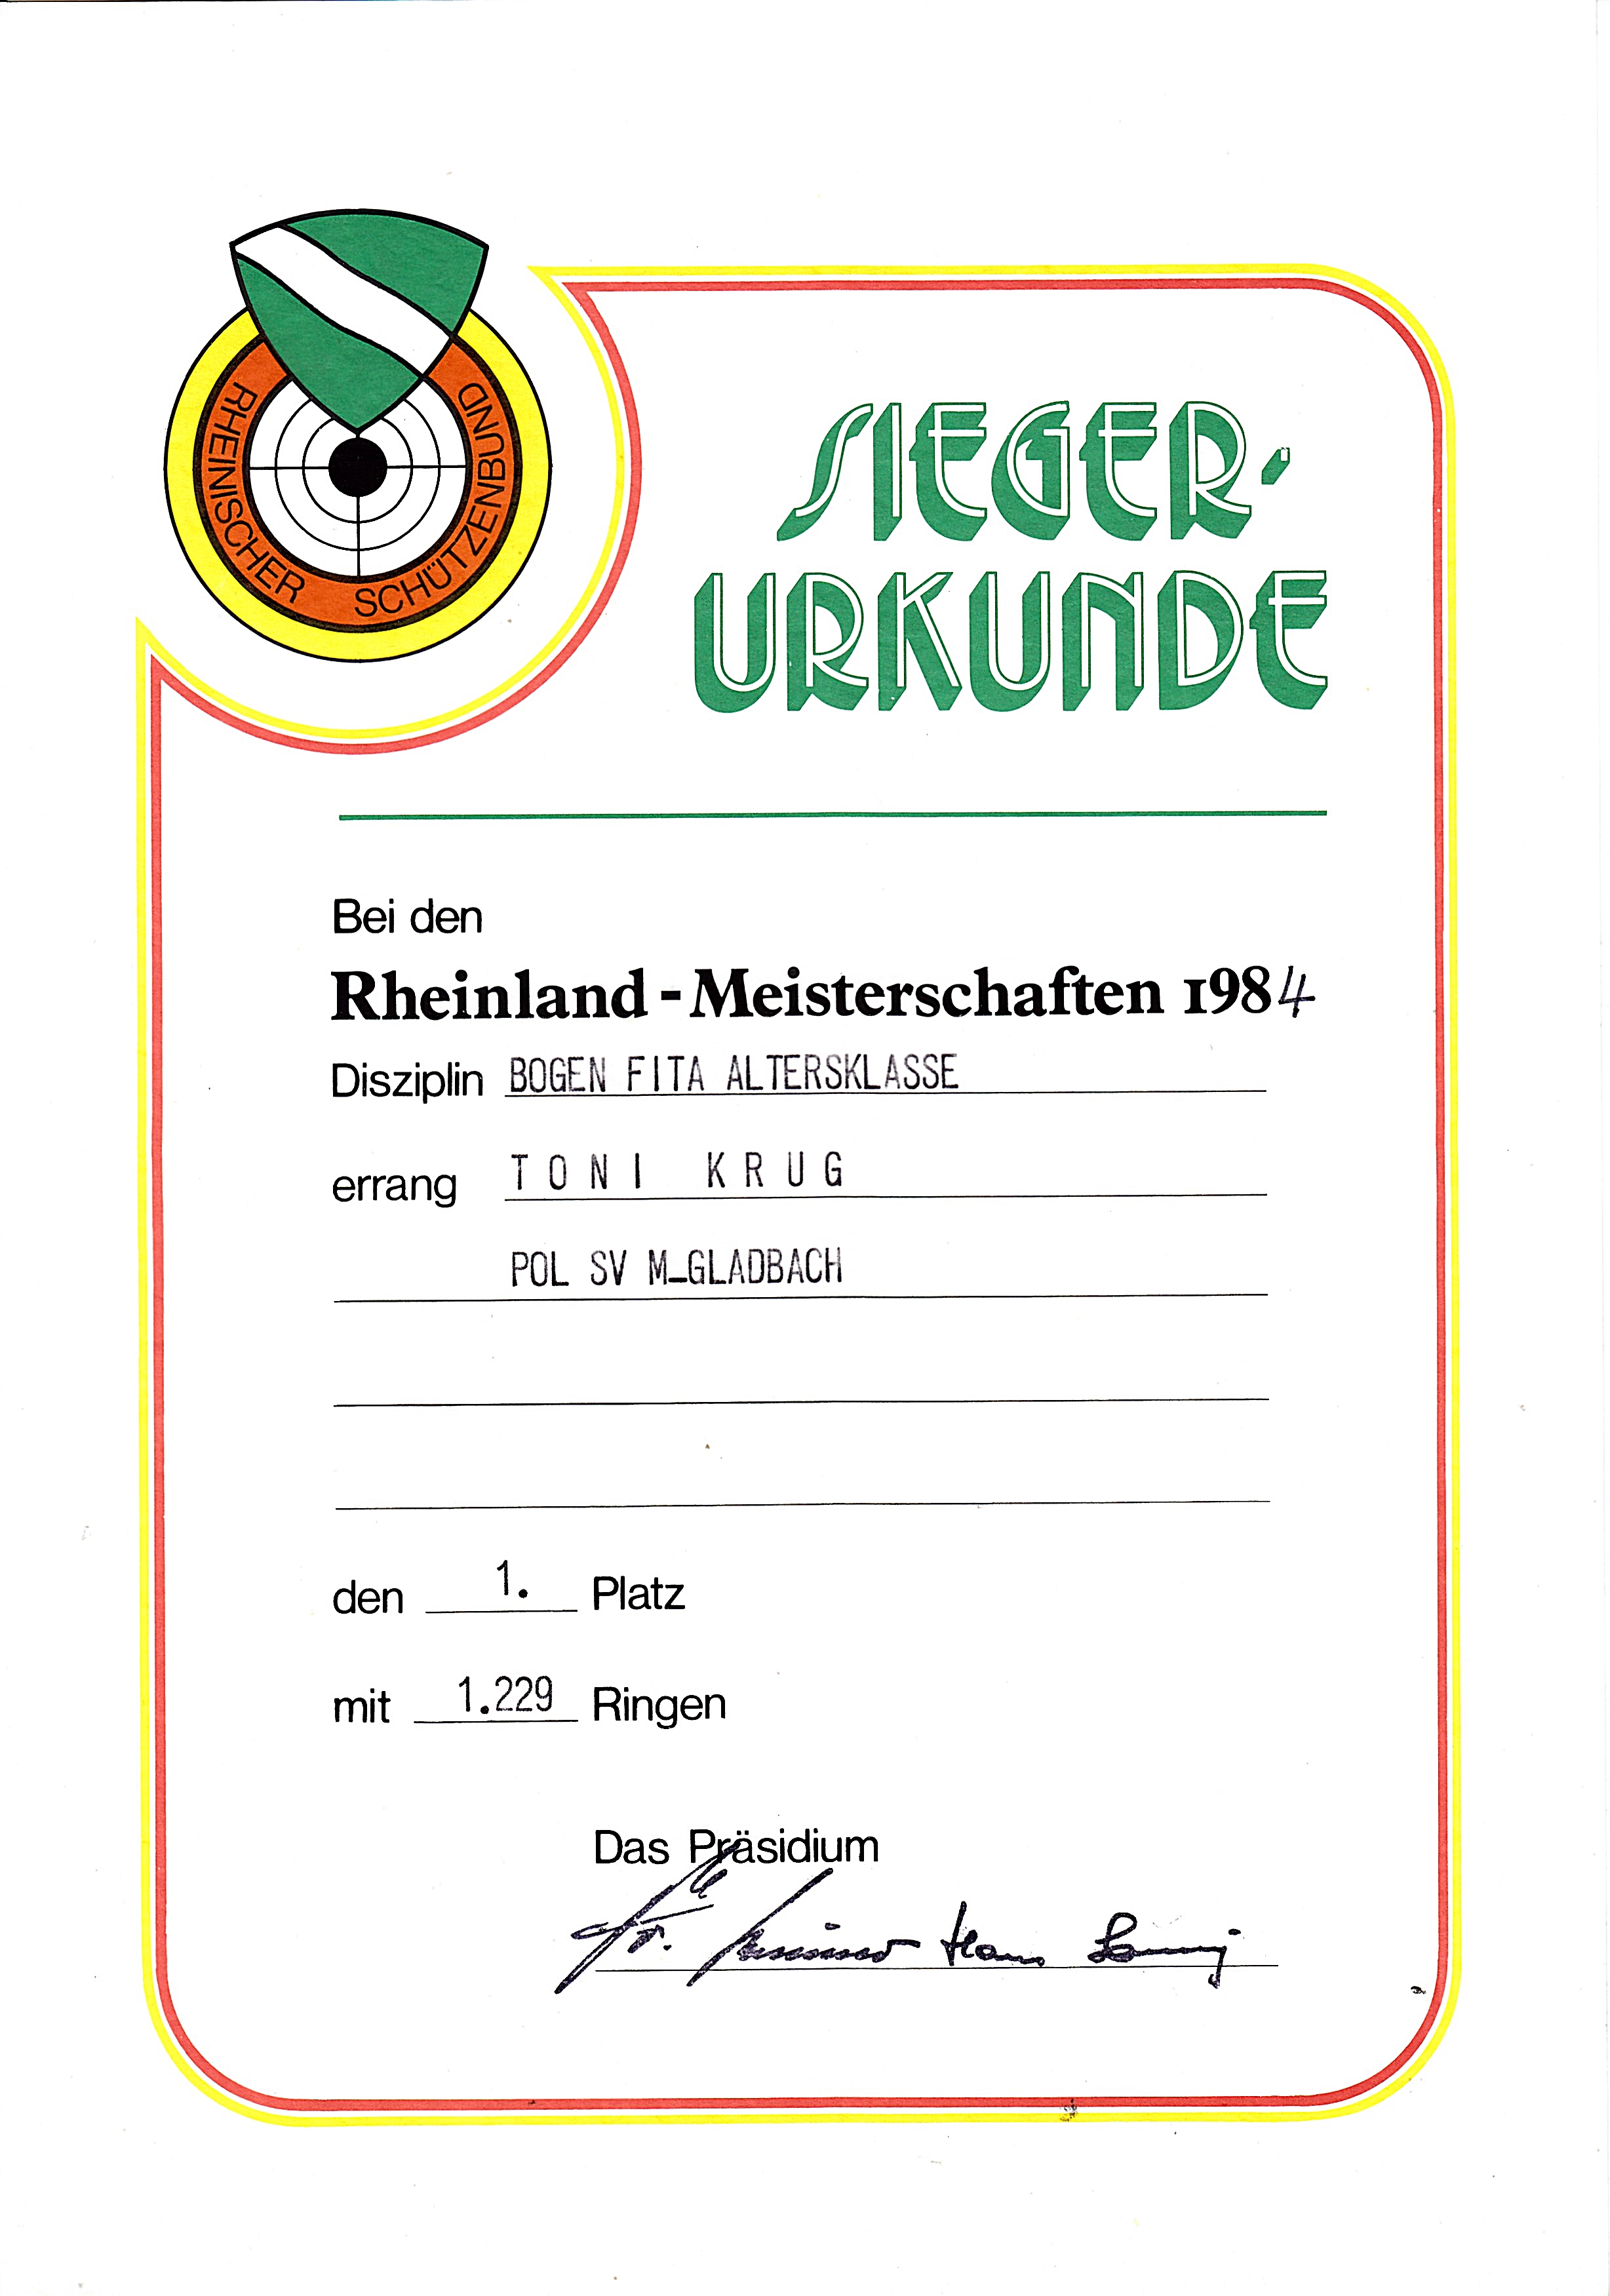 RHEINISCHER SCHÜTZENBUND
SIEGER-
URKUNDE
Bei den
Rheinland-Meisterschaften 1984
Disziplin BOGEN FITA ALTERSKLASSE
errang TONI KRUG
POL SV M-GLADBACH
den 1. Platz
mit 1.229 Ringen
Das Präsidium